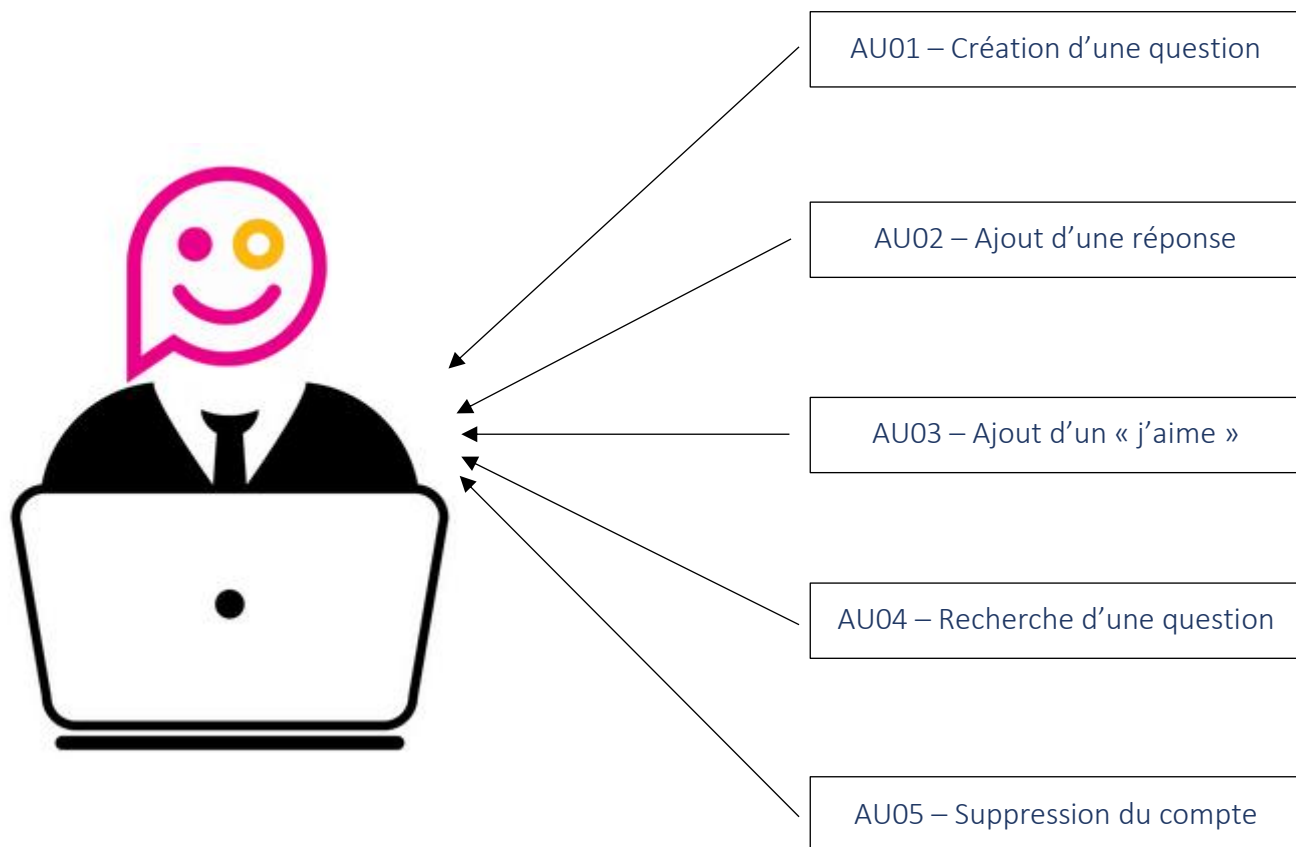 AU01 – Création d’une question
AU02 – Ajout d’une réponse
AU03 – Ajout d’un « j’aime »
AU04 – Recherche d’une question
AU05 – Suppression du compte